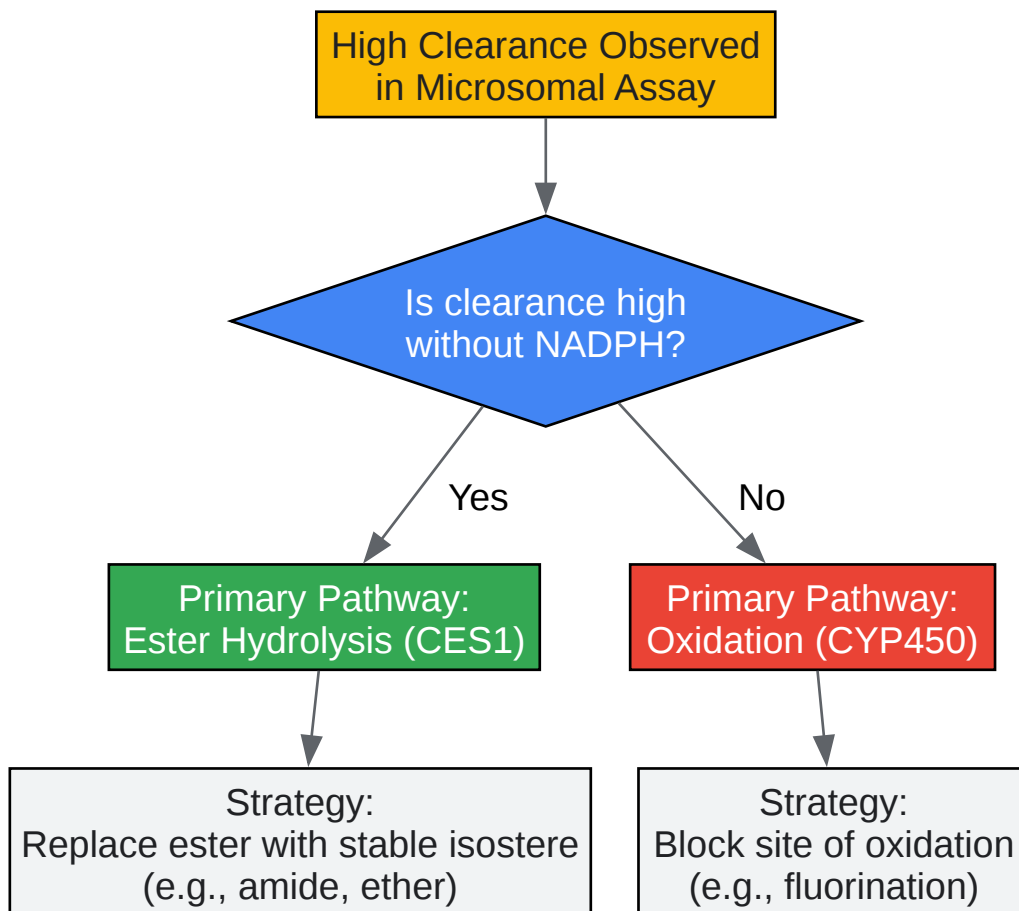 High Clearance Observed
in Microsomal Assay
Is clearance high
without NADPH?
Yes
No
Primary Pathway:
Ester Hydrolysis (CES1)
Primary Pathway:
Oxidation (CYP450)
Strategy:
Replace ester with stable isostere
(e.g., amide, ether)
Strategy:
Block site of oxidation
(e.g., fluorination)